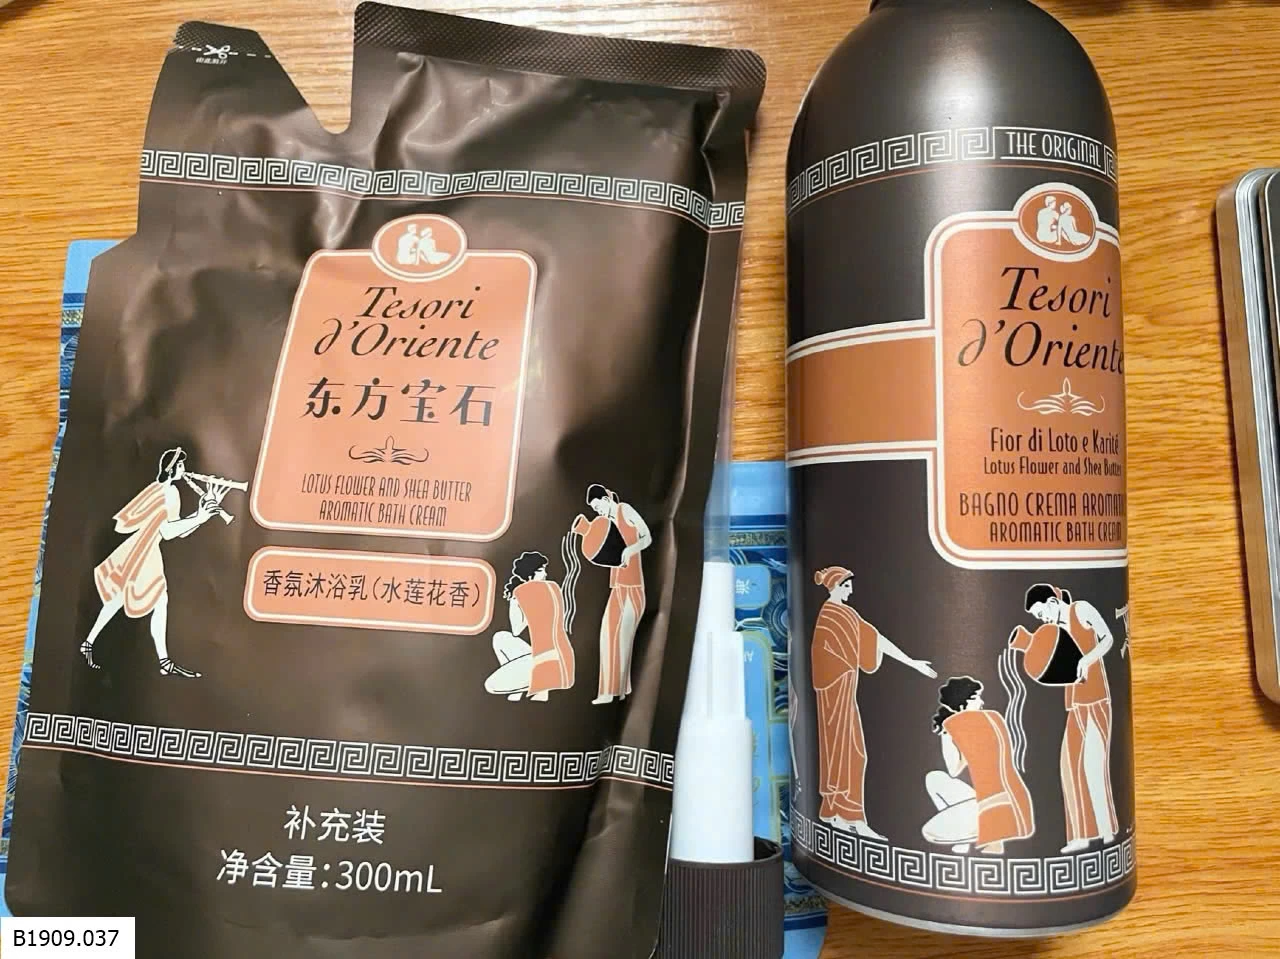 Tesori
d'Oriente
东方宝石
LOTUS FLOWER AND SHEA BUTTER
AROMATIC BATH CREAM
香氛沐浴乳(水莲花香)
补充装
净含量:300mL
THE ORIGINAL
Tesori
d'Oriente
Fior di Loto e Karité
Lotus Flower and Shea Butter
BAGNO CREMA
AROMATIC BATH CREAM
B1909.037